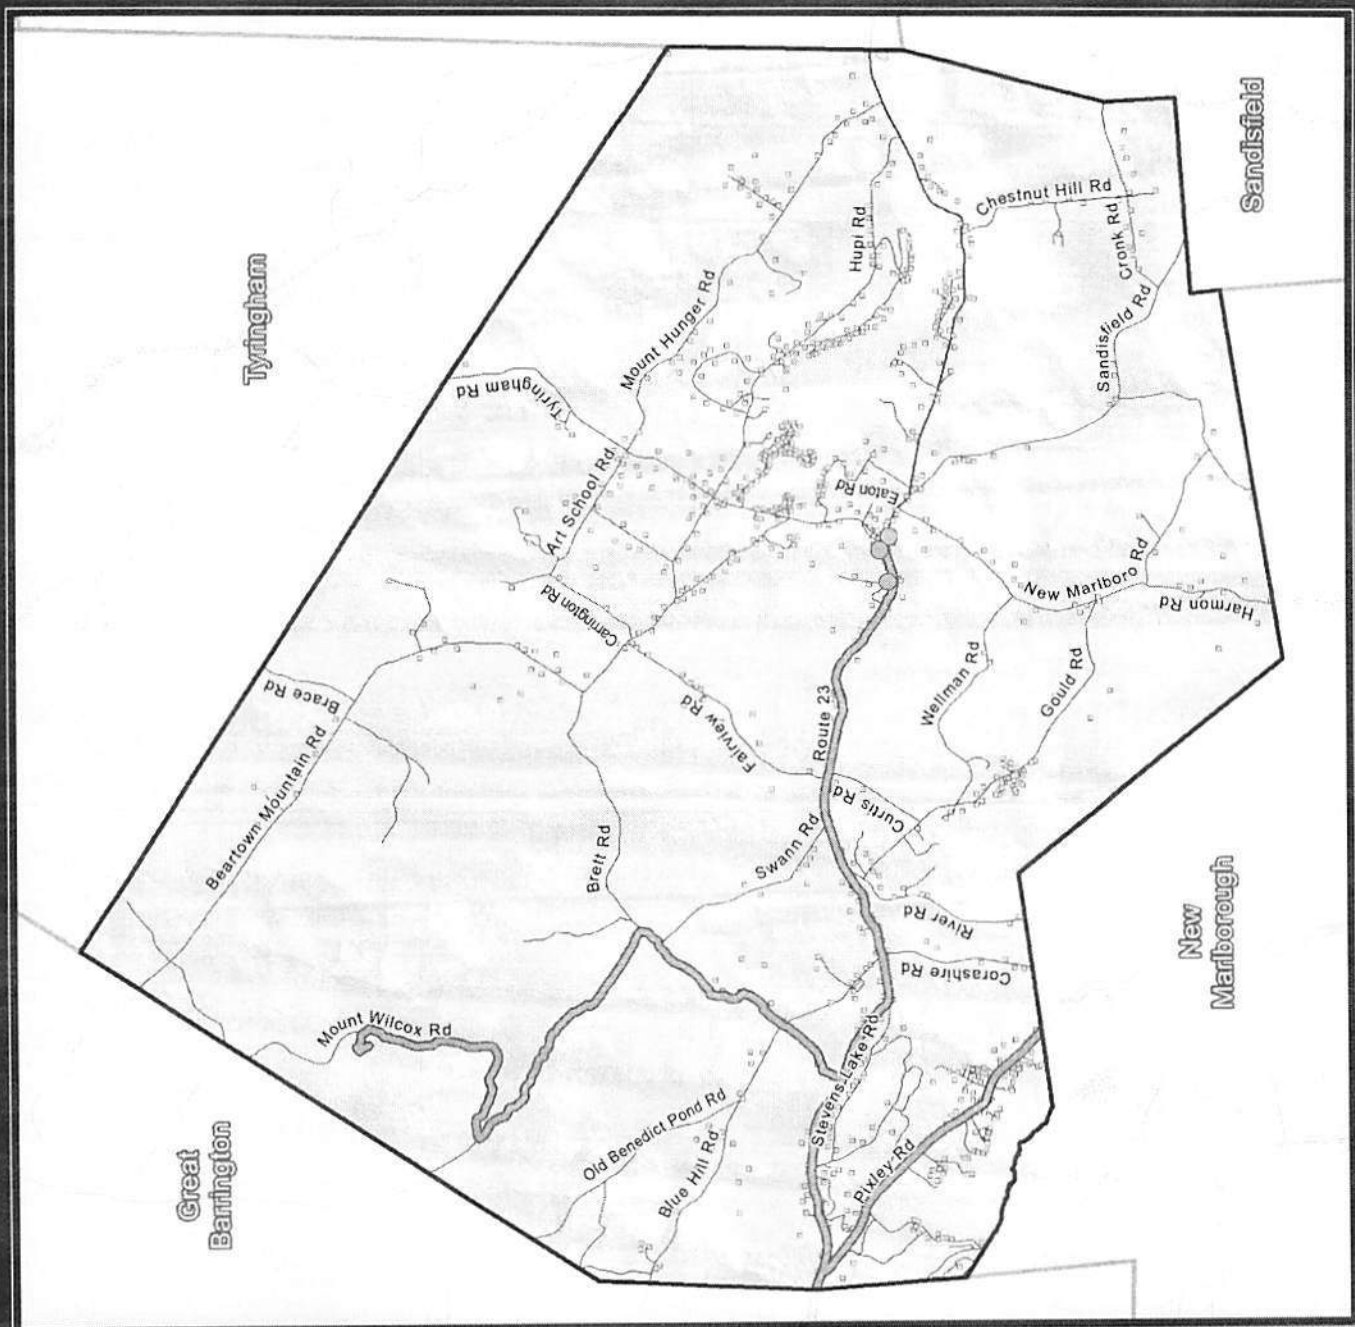 Sandisfield
Tyringham
Chestnut Hill Rd
Cronk Rd
Hupi Rd
Mount Hunger Rd
Sandisfield Rd
Tyringham Rd
Art School Rd
Eaton Rd
New Marlboro Rd
Harmon Rd
Carrington Rd
Wellman Rd
Gould Rd
Brace Rd
Fairview Rd
Route 23
Beartown Mountain Rd
Curtis Rd
Swann Rd
Brett Rd
River Rd
Corashire Rd
New
Marlborough
Mount Wilcox Rd
Stevens Lake Rd
Old Benedict Pond Rd
Blue Hill Rd
Pixley Rd
Great
Barrington